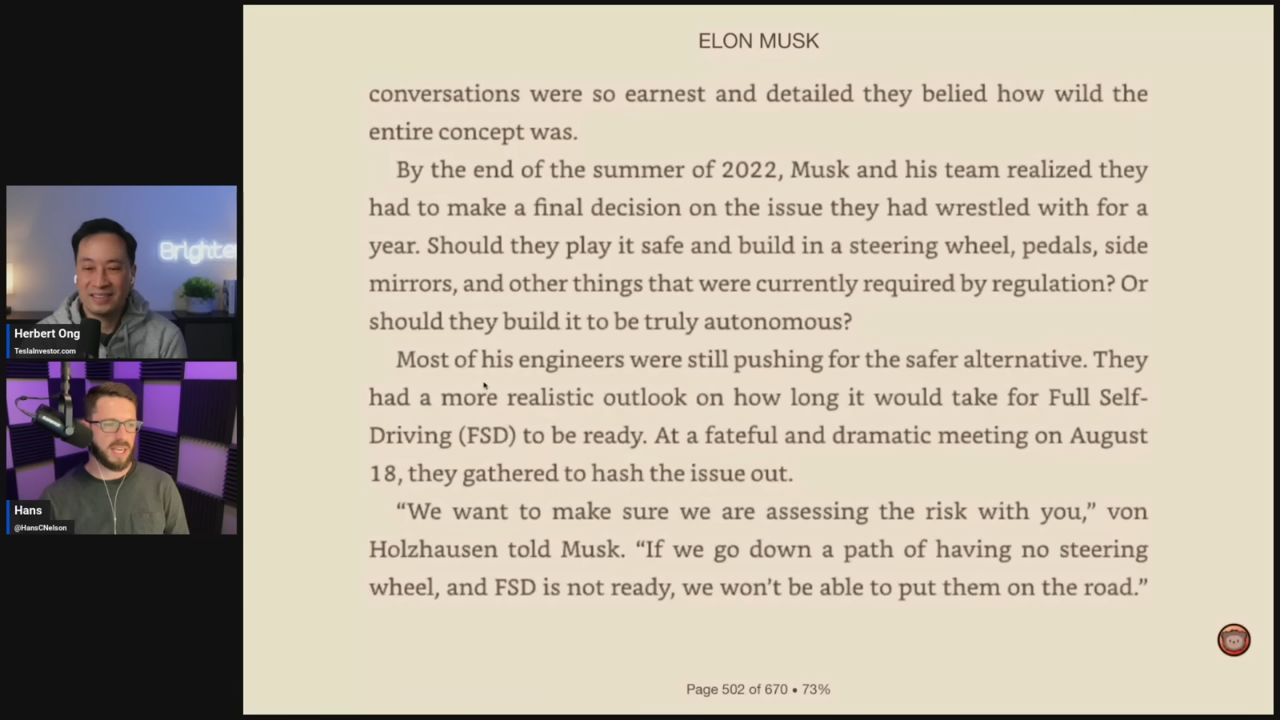 ELON MUSK
conversations were so earnest and detailed they belied how wild the
entire concept was.
By the end of the summer of 2022, Musk and his team realized they
had to make a final decision on the issue they had wrestled with for a
year. Should they play it safe and build in a steering wheel, pedals, side
mirrors, and other things that were currently required by regulation? Or
should they build it to be truly autonomous?
Most of his engineers were still pushing for the safer alternative. They
had a more realistic outlook on how long it would take for Full Self-
Driving (FSD) to be ready. At a fateful and dramatic meeting on August
18, they gathered to hash the issue out.
“We want to make sure we are assessing the risk with you,” von
Holzhausen told Musk. “If we go down a path of having no steering
wheel, and FSD is not ready, we won’t be able to put them on the road.”
Page 502 of 670 • 73%
Brighte
Herbert Ong
TeslaInvestor.com
Hans
@HansCNelson